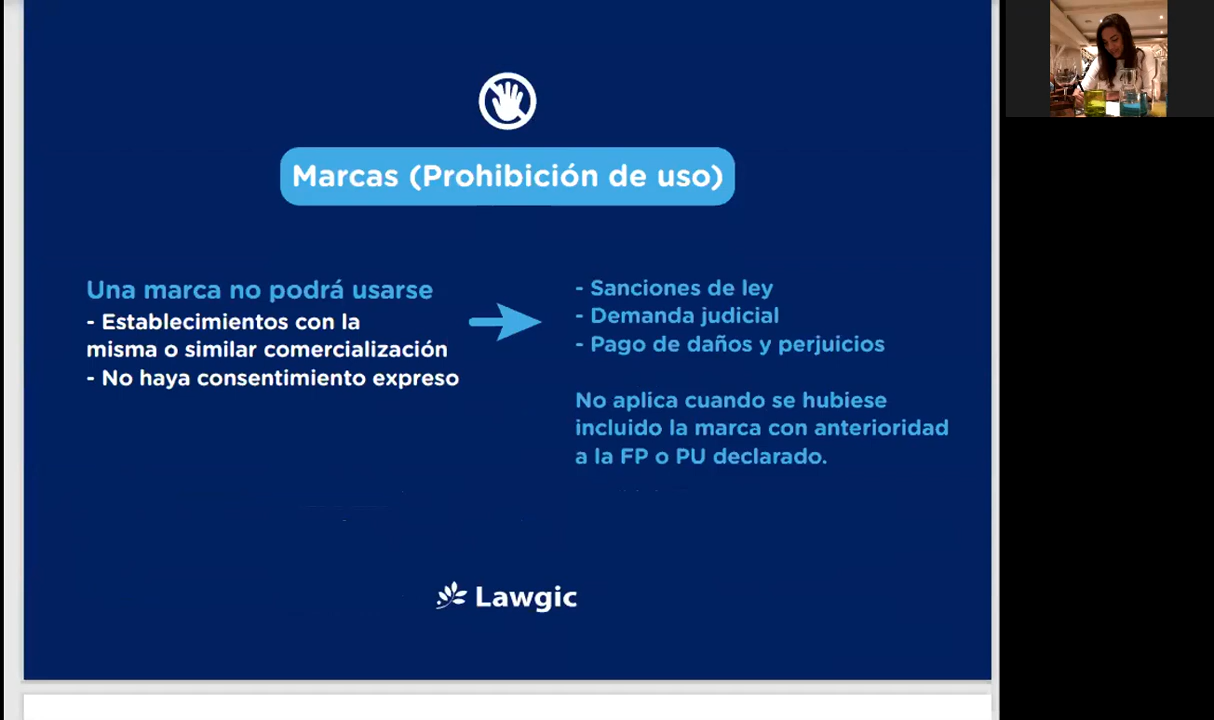 Marcas (Prohibición de uso)
Una marca no podrá usarse
- Establecimientos con la
misma o similar comercialización
- No haya consentimiento expreso
- Sanciones de ley
- Demanda judicial
- Pago de daños y perjuicios
No aplica cuando se hubiese
incluido la marca con anterioridad
a la FP o PU declarado.
Lawgic